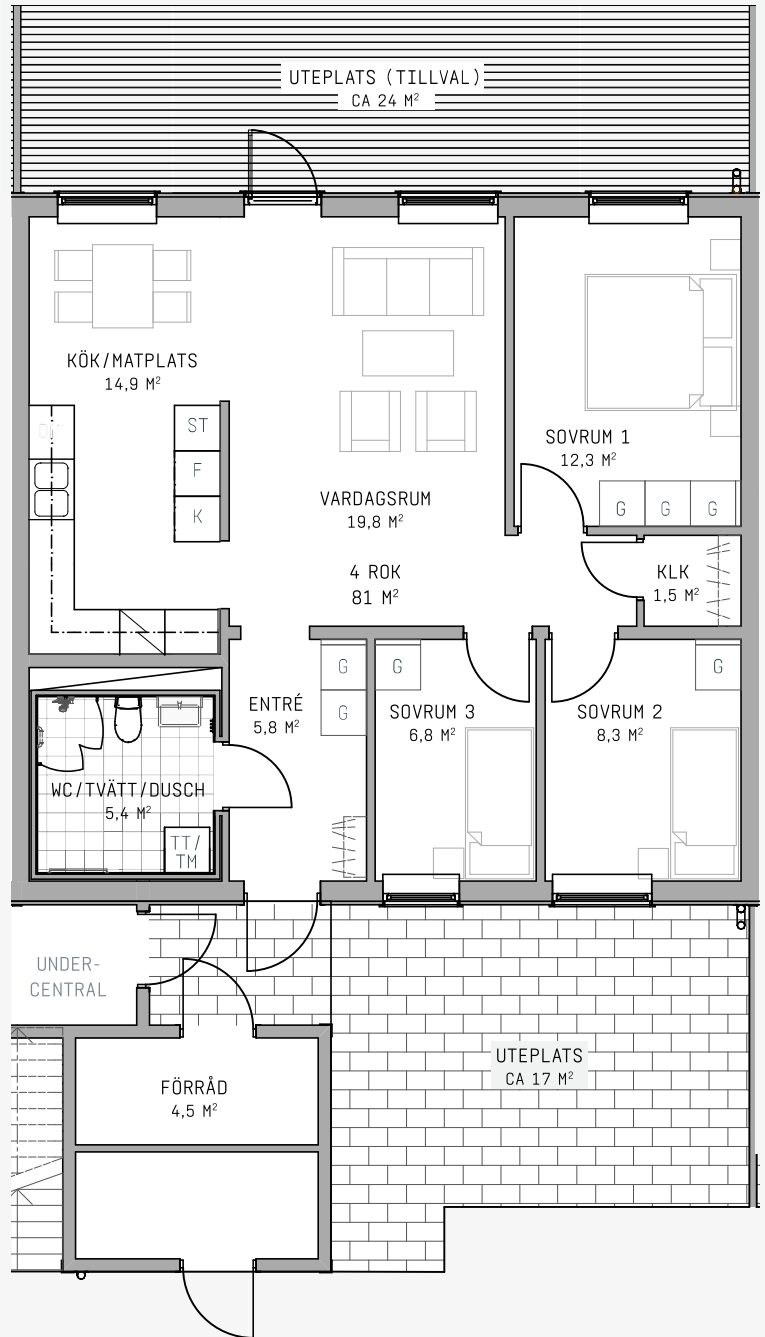 UTEPLATS (TILLVAL)
CA 24 M²
KÖK/MATPLATS
14,9 M²
ST
F
K
VARDAGSRUM
19,8 M²
4 ROK
81 M²
SOVRUM 1
12,3 M²
G
G
G
KLK
1,5 M²
ENTRÉ
5,8 M²
G
G
G
SOVRUM 3
6,8 M²
G
SOVRUM 2
8,3 M²
WC/TVÄTT/DUSCH
5,4 M²
TT/
TM
UNDER-
CENTRAL
FÖRRÅD
4,5 M²
UTEPLATS
CA 17 M²